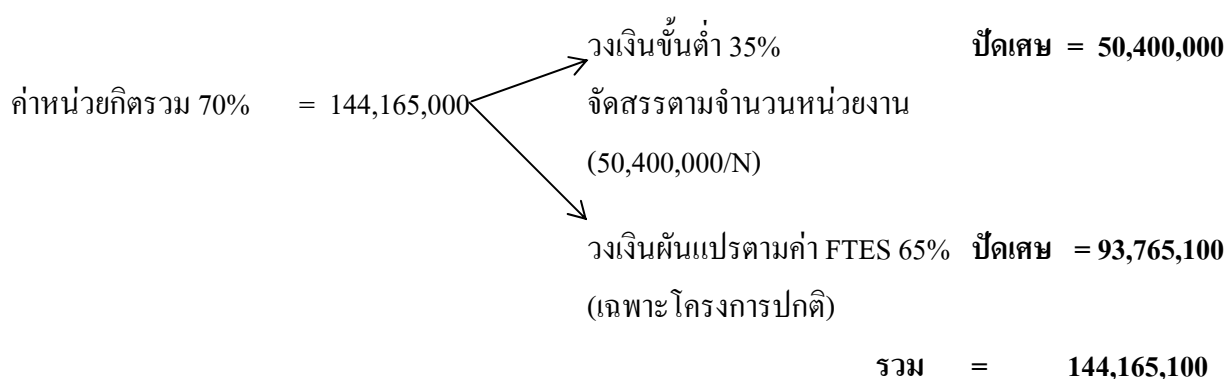 วงเงินขั้นต่ำ 35% ปัดเศษ = 50,400,000
ค่าหน่วยกิตรวม 70% = 144,165,000
จัดสรรตามจำนวนหน่วยงาน
(50,400,000/N)
วงเงินผันแปรตามค่า FTES 65% ปัดเศษ = 93,765,100
(เฉพาะโครงการปกติ)
รวม = 144,165,100